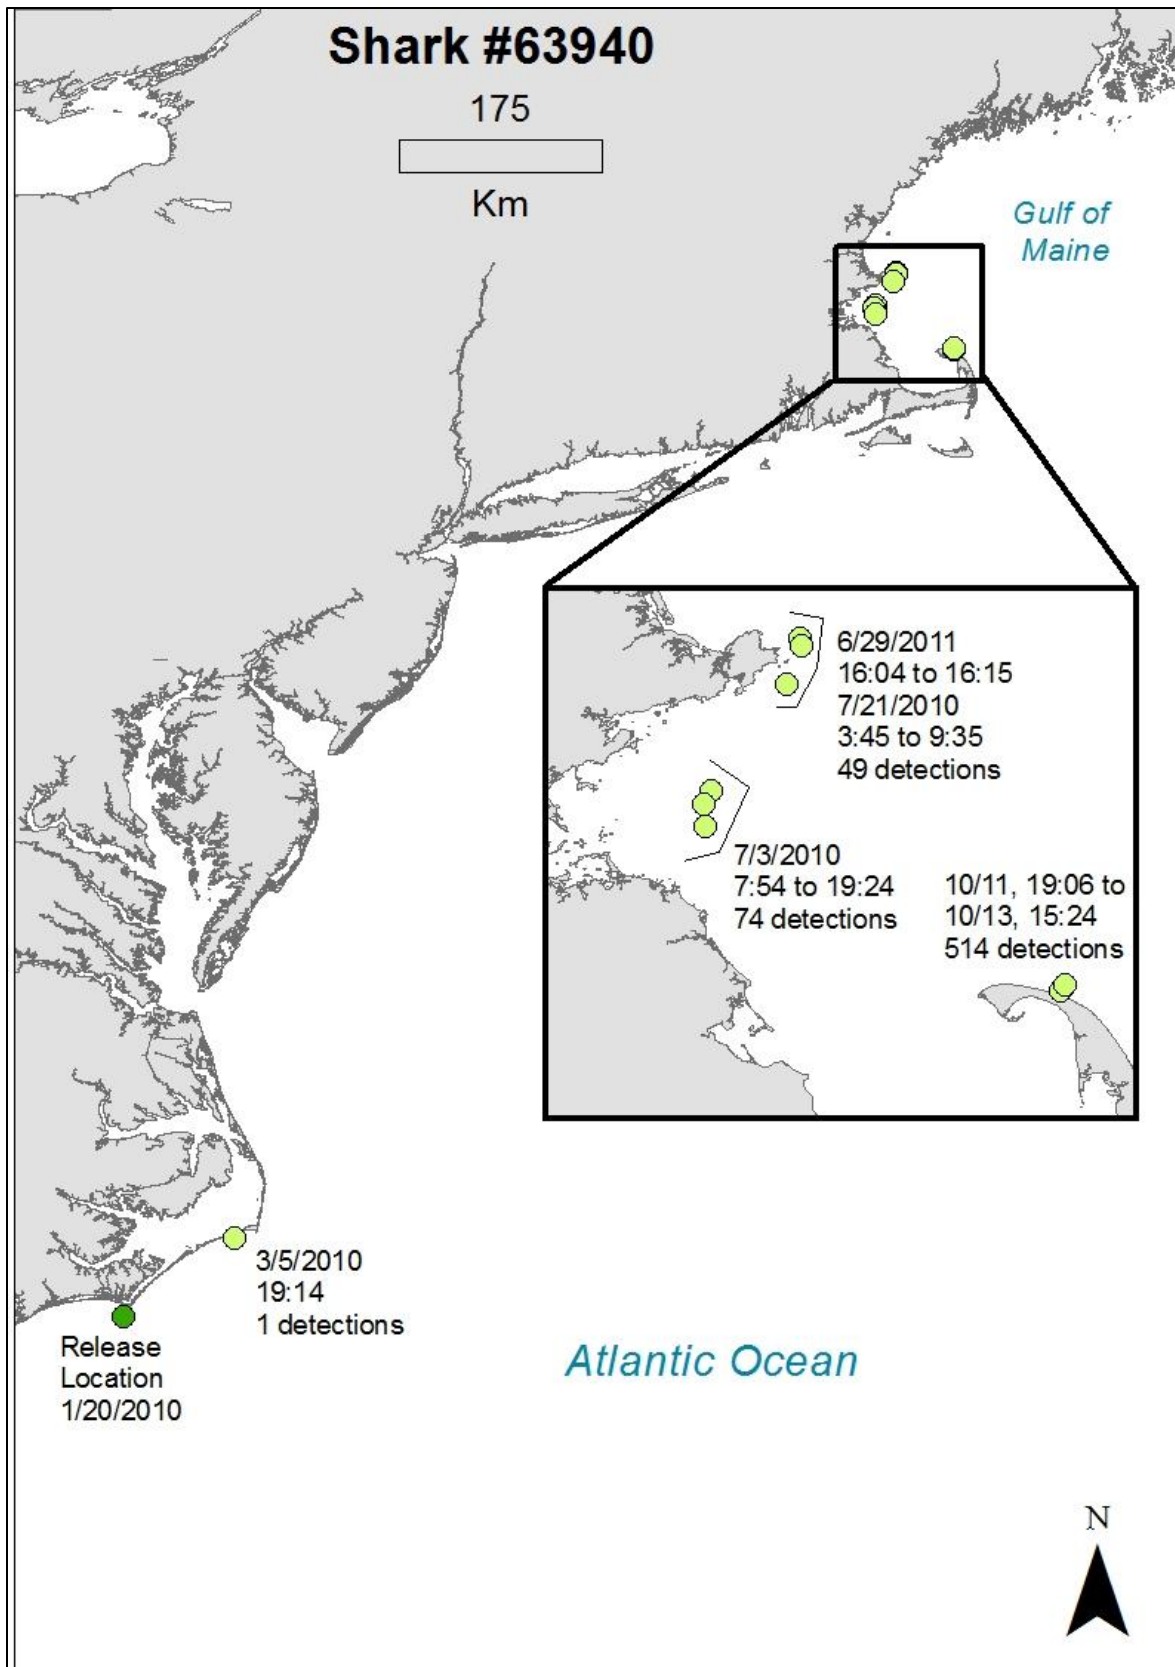 Shark #63940
175
Km
Gulf of
Maine
6/29/2011
16:04 to 16:15
7/21/2010
3:45 to 9:35
49 detections
7/3/2010
7:54 to 19:24
74 detections
10/11, 19:06 to
10/13, 15:24
514 detections
3/5/2010
19:14
1 detections
Release
Location
1/20/2010
Atlantic Ocean
N